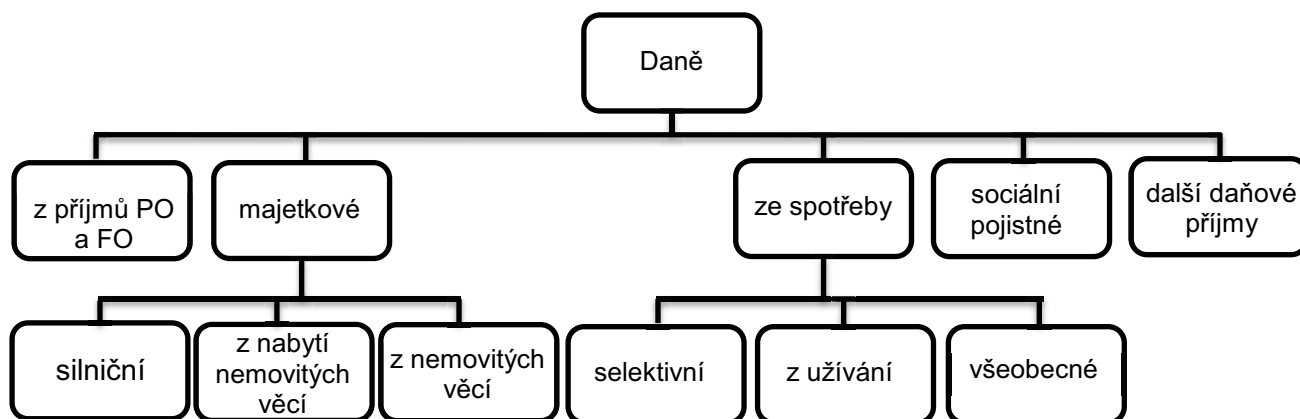 Daně
z příjmů PO
a FO
majetkové
ze spotřeby
sociální
pojistné
další daňové
příjmy
silniční
z nabytí
nemovitých
věcí
z nemovitých
věcí
selektivní
z užívání
všeobecné